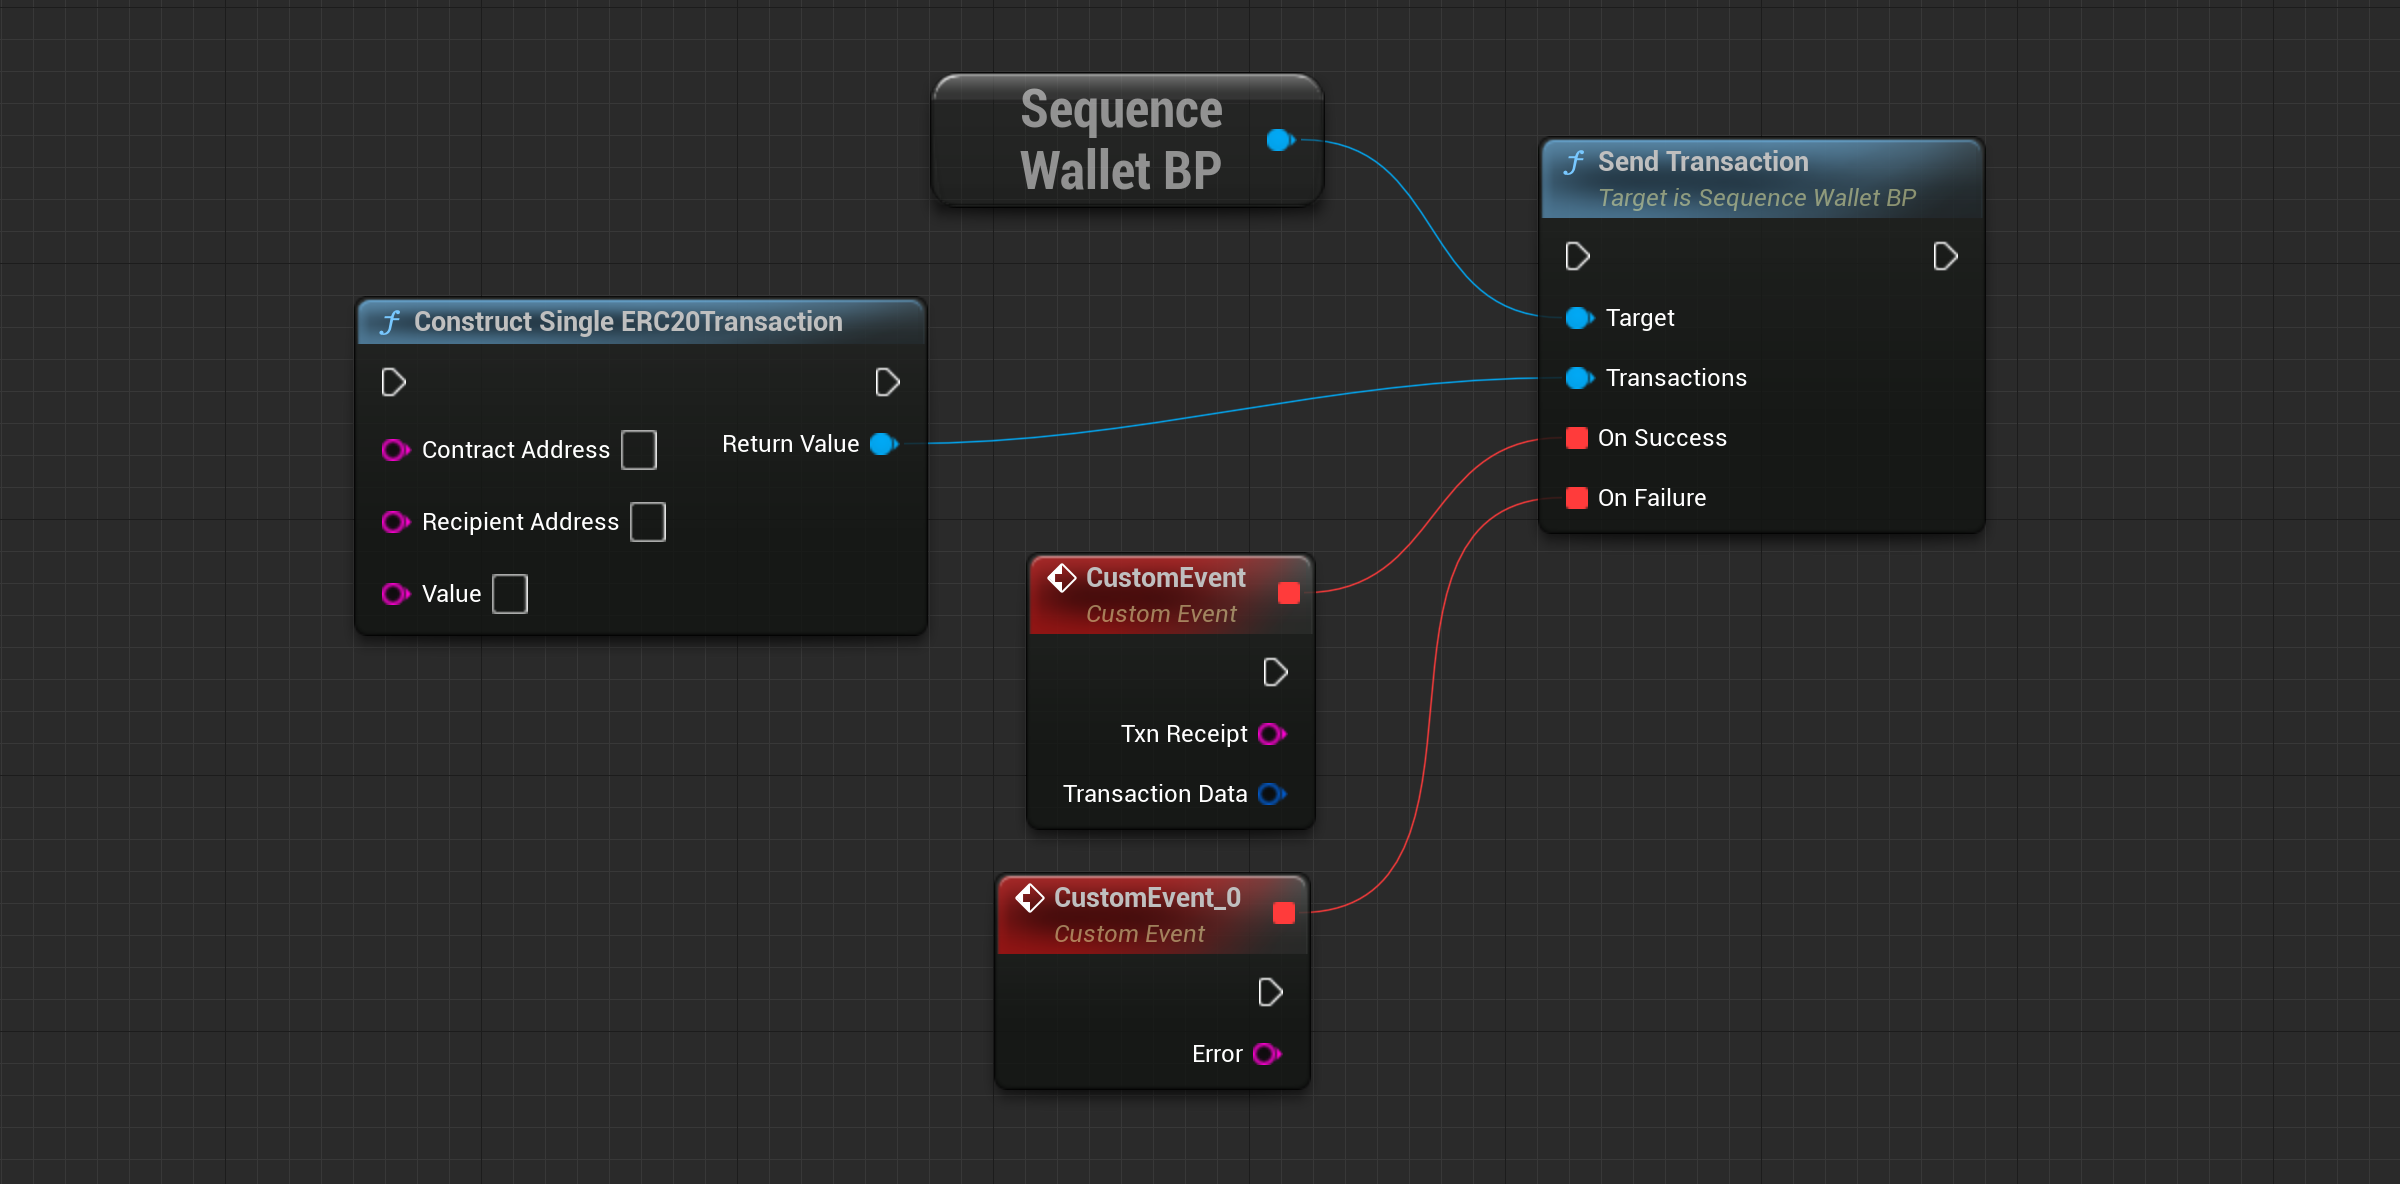 Sequence
Wallet BP
Send Transaction
Target is Sequence Wallet BP
Target
Transactions
On Success
On Failure
Construct Single ERC20Transaction
Contract Address
Return Value
Recipient Address
Value
CustomEvent
Custom Event
Txn Receipt
Transaction Data
CustomEvent_0
Custom Event
Error